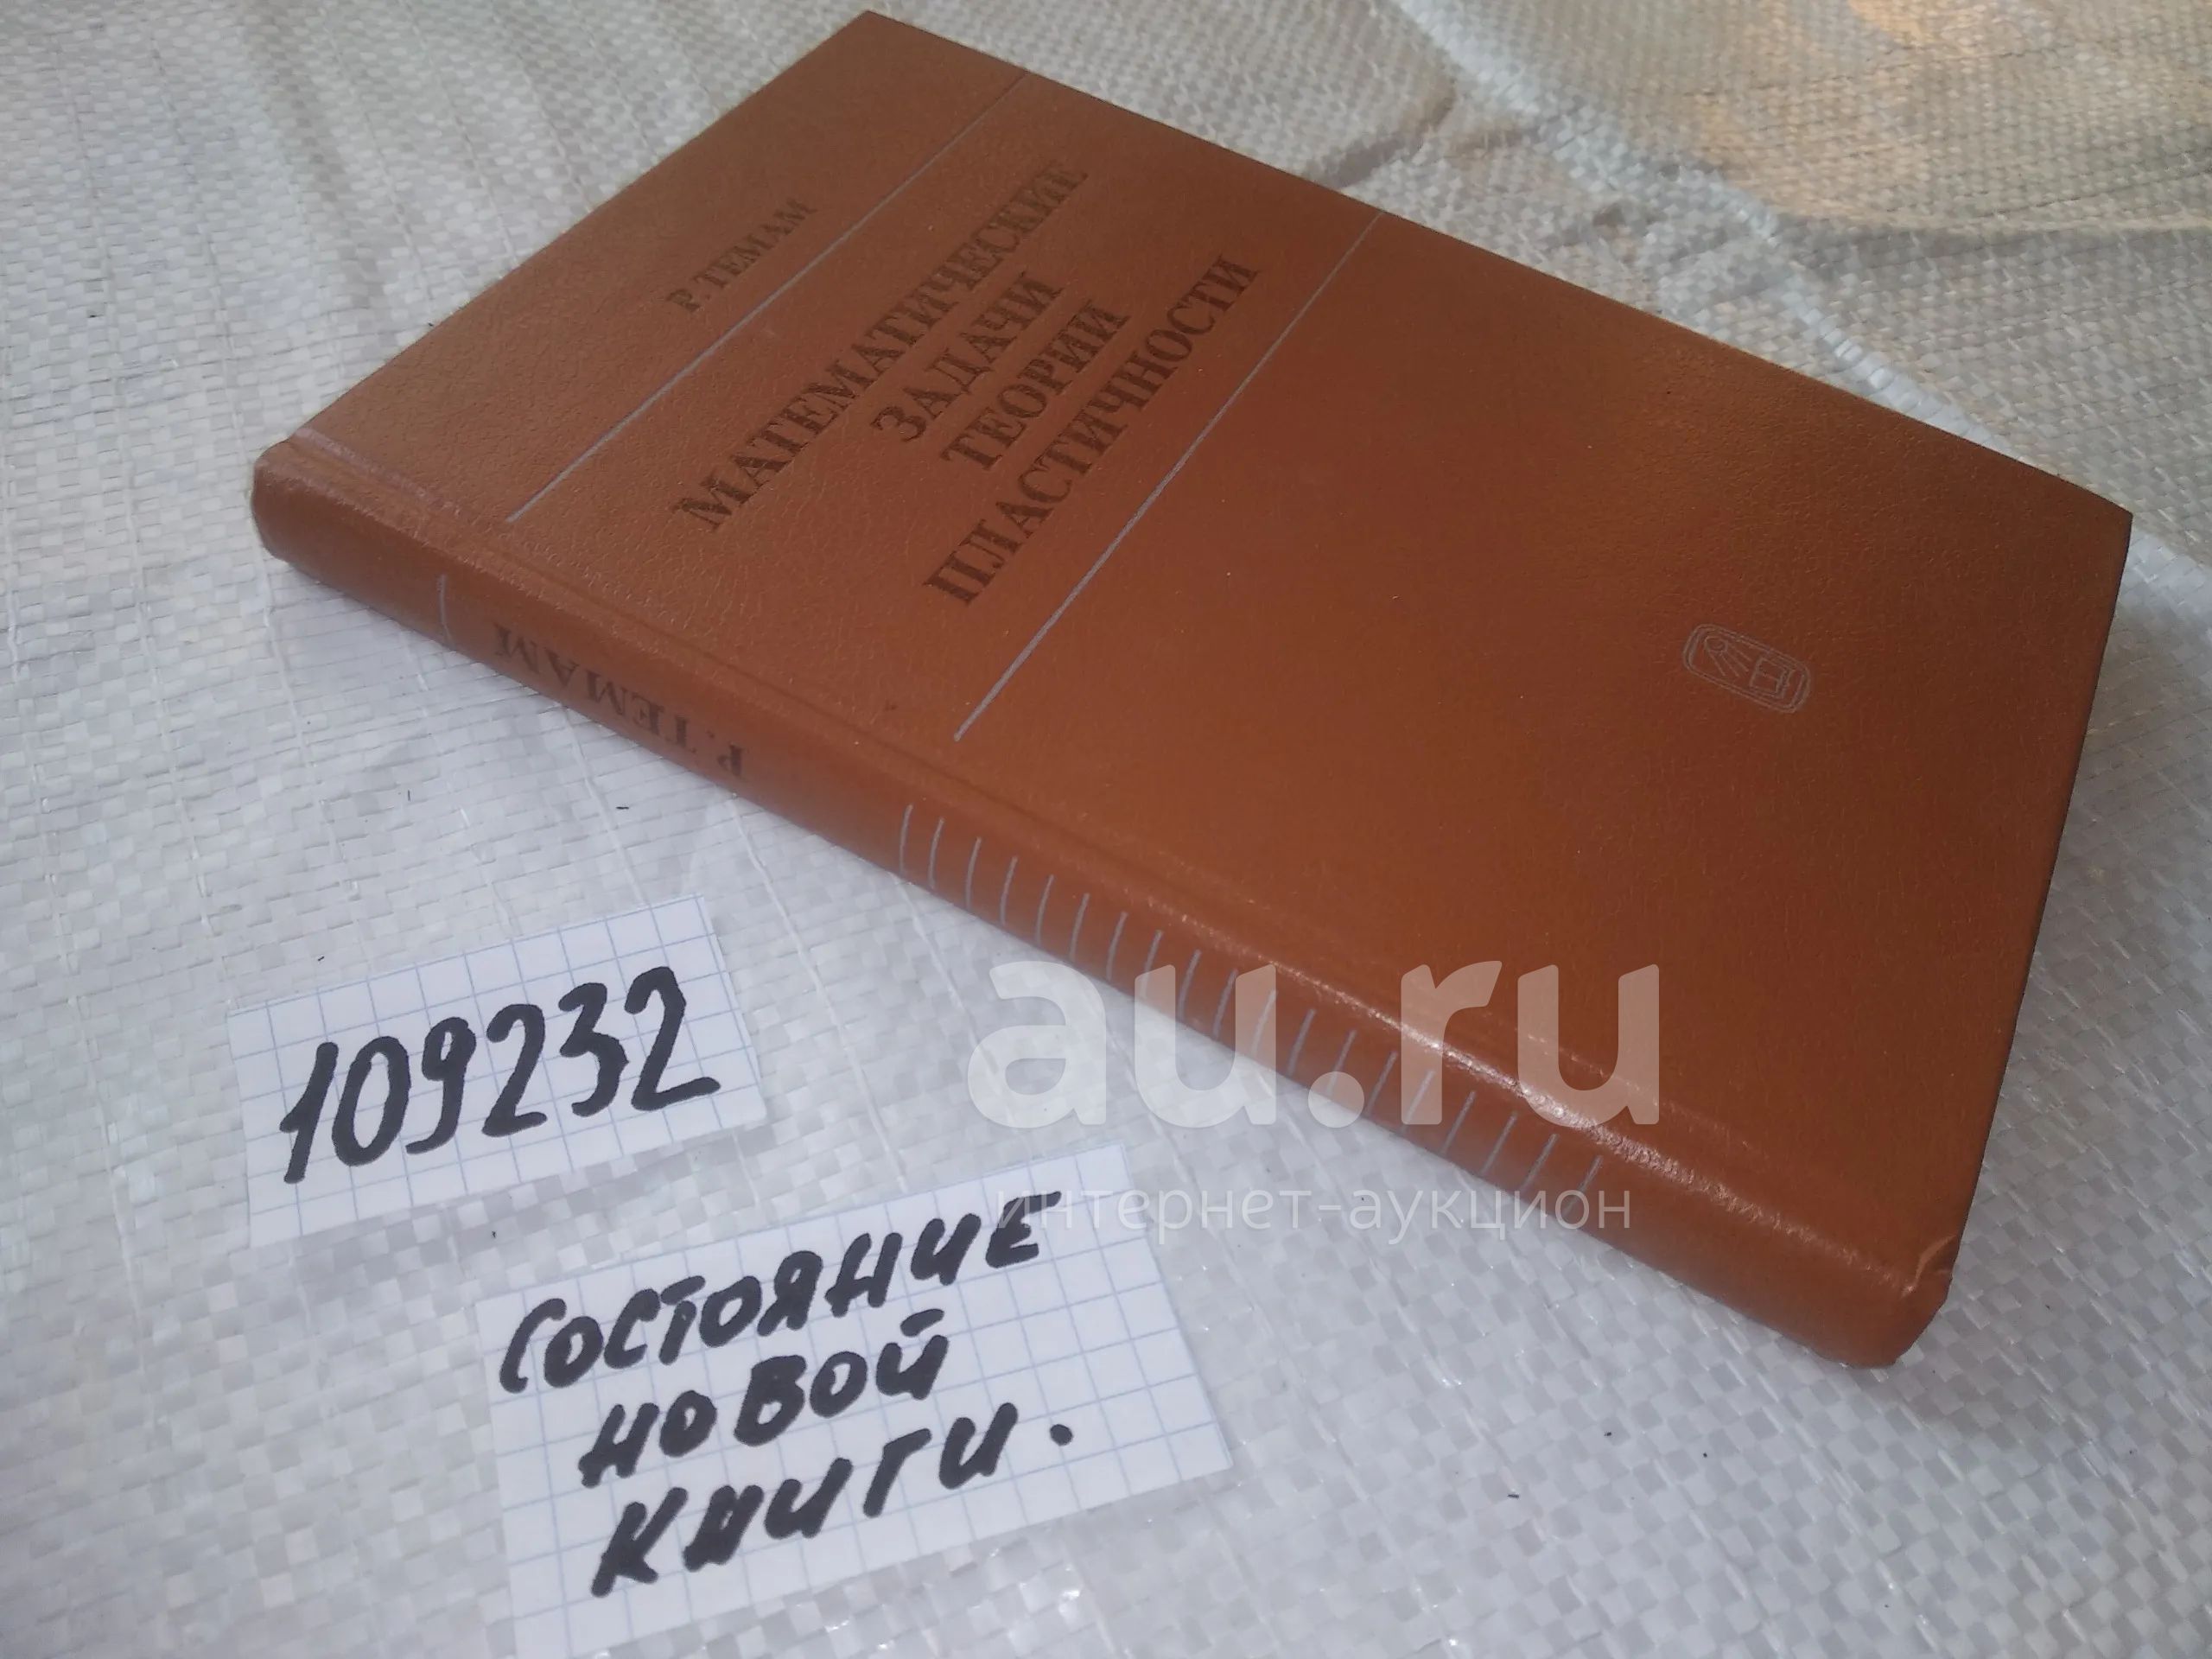 Р. ТЕМАМ
МАТЕМАТИЧЕСКИЕ
ЗАДАЧИ
ТЕОРИИ
ПЛАСТИЧНОСТИ
Р. ТЕМАМ
au.ru
интернет-аукцион
109232
СОСТОЯНИЕ
НОВОЙ
КНИГИ.